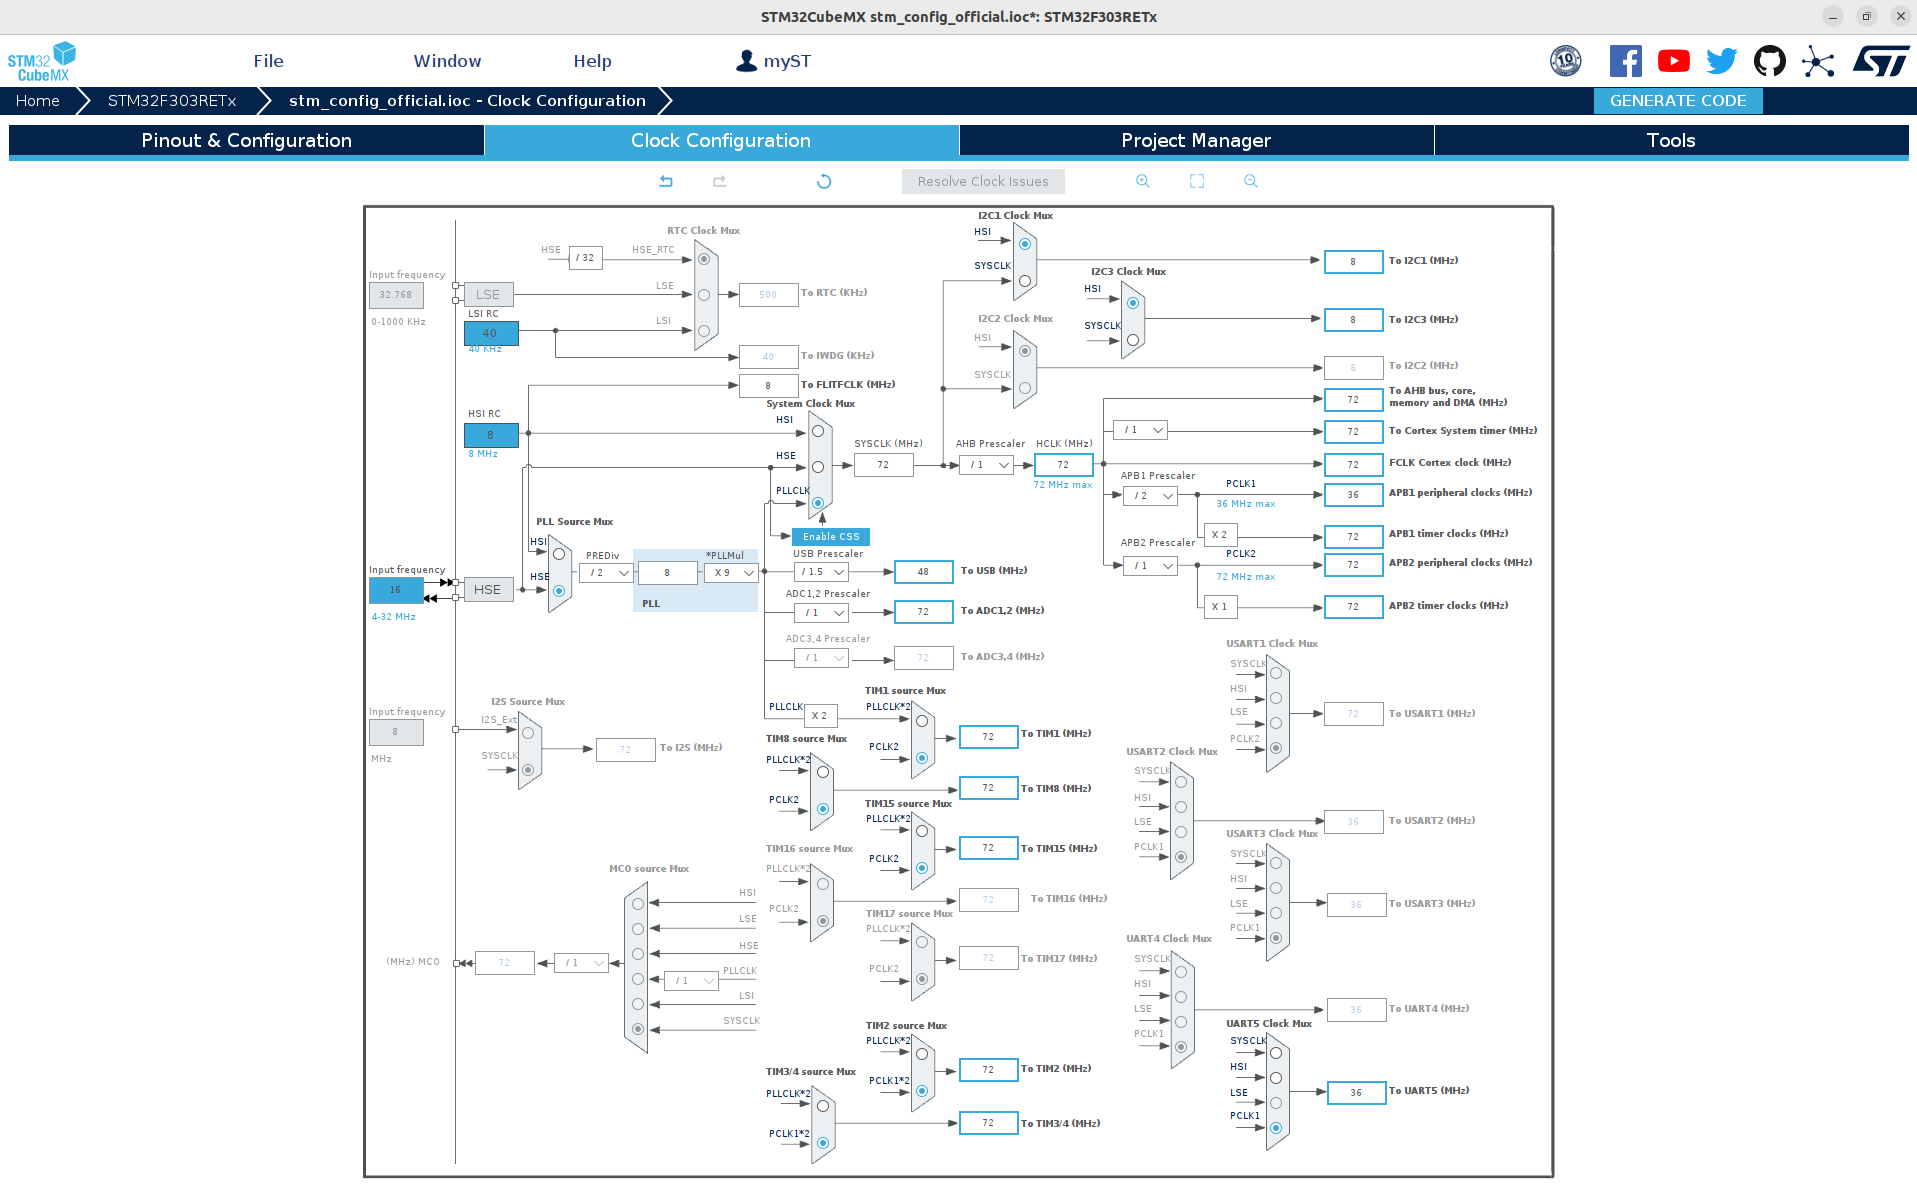 STM32CubeMX stm_config_official.ioc*: STM32F303RETx
STM32
CubeMX
File
Window
Help
myST
10
Home
STM32F303RETx
stm_config_official.ioc - Clock Configuration
GENERATE CODE
Pinout & Configuration
Clock Configuration
Project Manager
Tools
Resolve Clock Issues
RTC Clock Mux
HSE
/ 32
HSE_RTC
Input frequency
32.768
0-1000 KHz
LSE
LSE
500
To RTC (KHz)
LSI RC
40
40 KHz
LSI
40
To IWDG (KHz)
8
To FLITFCLK (MHz)
I2C1 Clock Mux
HSI
SYSCLK
8
To I2C1 (MHz)
I2C3 Clock Mux
HSI
SYSCLK
8
To I2C3 (MHz)
I2C2 Clock Mux
HSI
SYSCLK
8
To I2C2 (MHz)
HSI RC
8
8 MHz
System Clock Mux
HSI
HSE
PLLCLK
Enable CSS
SYSCLK (MHz)
72
AHB Prescaler
/ 1
HCLK (MHz)
72
72 MHz max
72
To AHB bus, core,
memory and DMA (MHz)
/ 1
72
To Cortex System timer (MHz)
72
FCLK Cortex clock (MHz)
APB1 Prescaler
/ 2
PCLK1
36 MHz max
36
APB1 peripheral clocks (MHz)
X 2
72
APB1 timer clocks (MHz)
APB2 Prescaler
/ 1
PCLK2
72 MHz max
72
APB2 peripheral clocks (MHz)
X 1
72
APB2 timer clocks (MHz)
PLL Source Mux
HSI
HSE
Input frequency
16
4-32 MHz
HSE
PREDiv
/ 2
8
*PLLMul
X 9
PLL
USB Prescaler
/ 1.5
48
To USB (MHz)
ADC1,2 Prescaler
/ 1
72
To ADC1,2 (MHz)
ADC3,4 Prescaler
/ 1
72
To ADC3,4 (MHz)
Input frequency
8
MHz
I2S Source Mux
I2S_Ext
SYSCLK
72
To I2S (MHz)
PLLCLK
X 2
TIM1 source Mux
PLLCLK*2
PCLK2
72
To TIM1 (MHz)
TIM8 source Mux
PLLCLK*2
PCLK2
72
To TIM8 (MHz)
TIM15 source Mux
PLLCLK*2
PCLK2
72
To TIM15 (MHz)
TIM16 source Mux
PLLCLK*2
PCLK2
72
To TIM16 (MHz)
TIM17 source Mux
PLLCLK*2
PCLK2
72
To TIM17 (MHz)
TIM2 source Mux
PLLCLK*2
PCLK1*2
72
To TIM2 (MHz)
TIM3/4 source Mux
PLLCLK*2
PCLK1*2
72
To TIM3/4 (MHz)
MCO source Mux
HSI
LSE
HSE
PLLCLK
/ 1
LSI
SYSCLK
/ 1
72
(MHz) MCO
USART1 Clock Mux
SYSCLK
HSI
LSE
PCLK2
72
To USART1 (MHz)
USART2 Clock Mux
SYSCLK
HSI
LSE
PCLK1
36
To USART2 (MHz)
USART3 Clock Mux
SYSCLK
HSI
LSE
PCLK1
36
To USART3 (MHz)
UART4 Clock Mux
SYSCLK
HSI
LSE
PCLK1
36
To UART4 (MHz)
UART5 Clock Mux
SYSCLK
HSI
LSE
PCLK1
36
To UART5 (MHz)